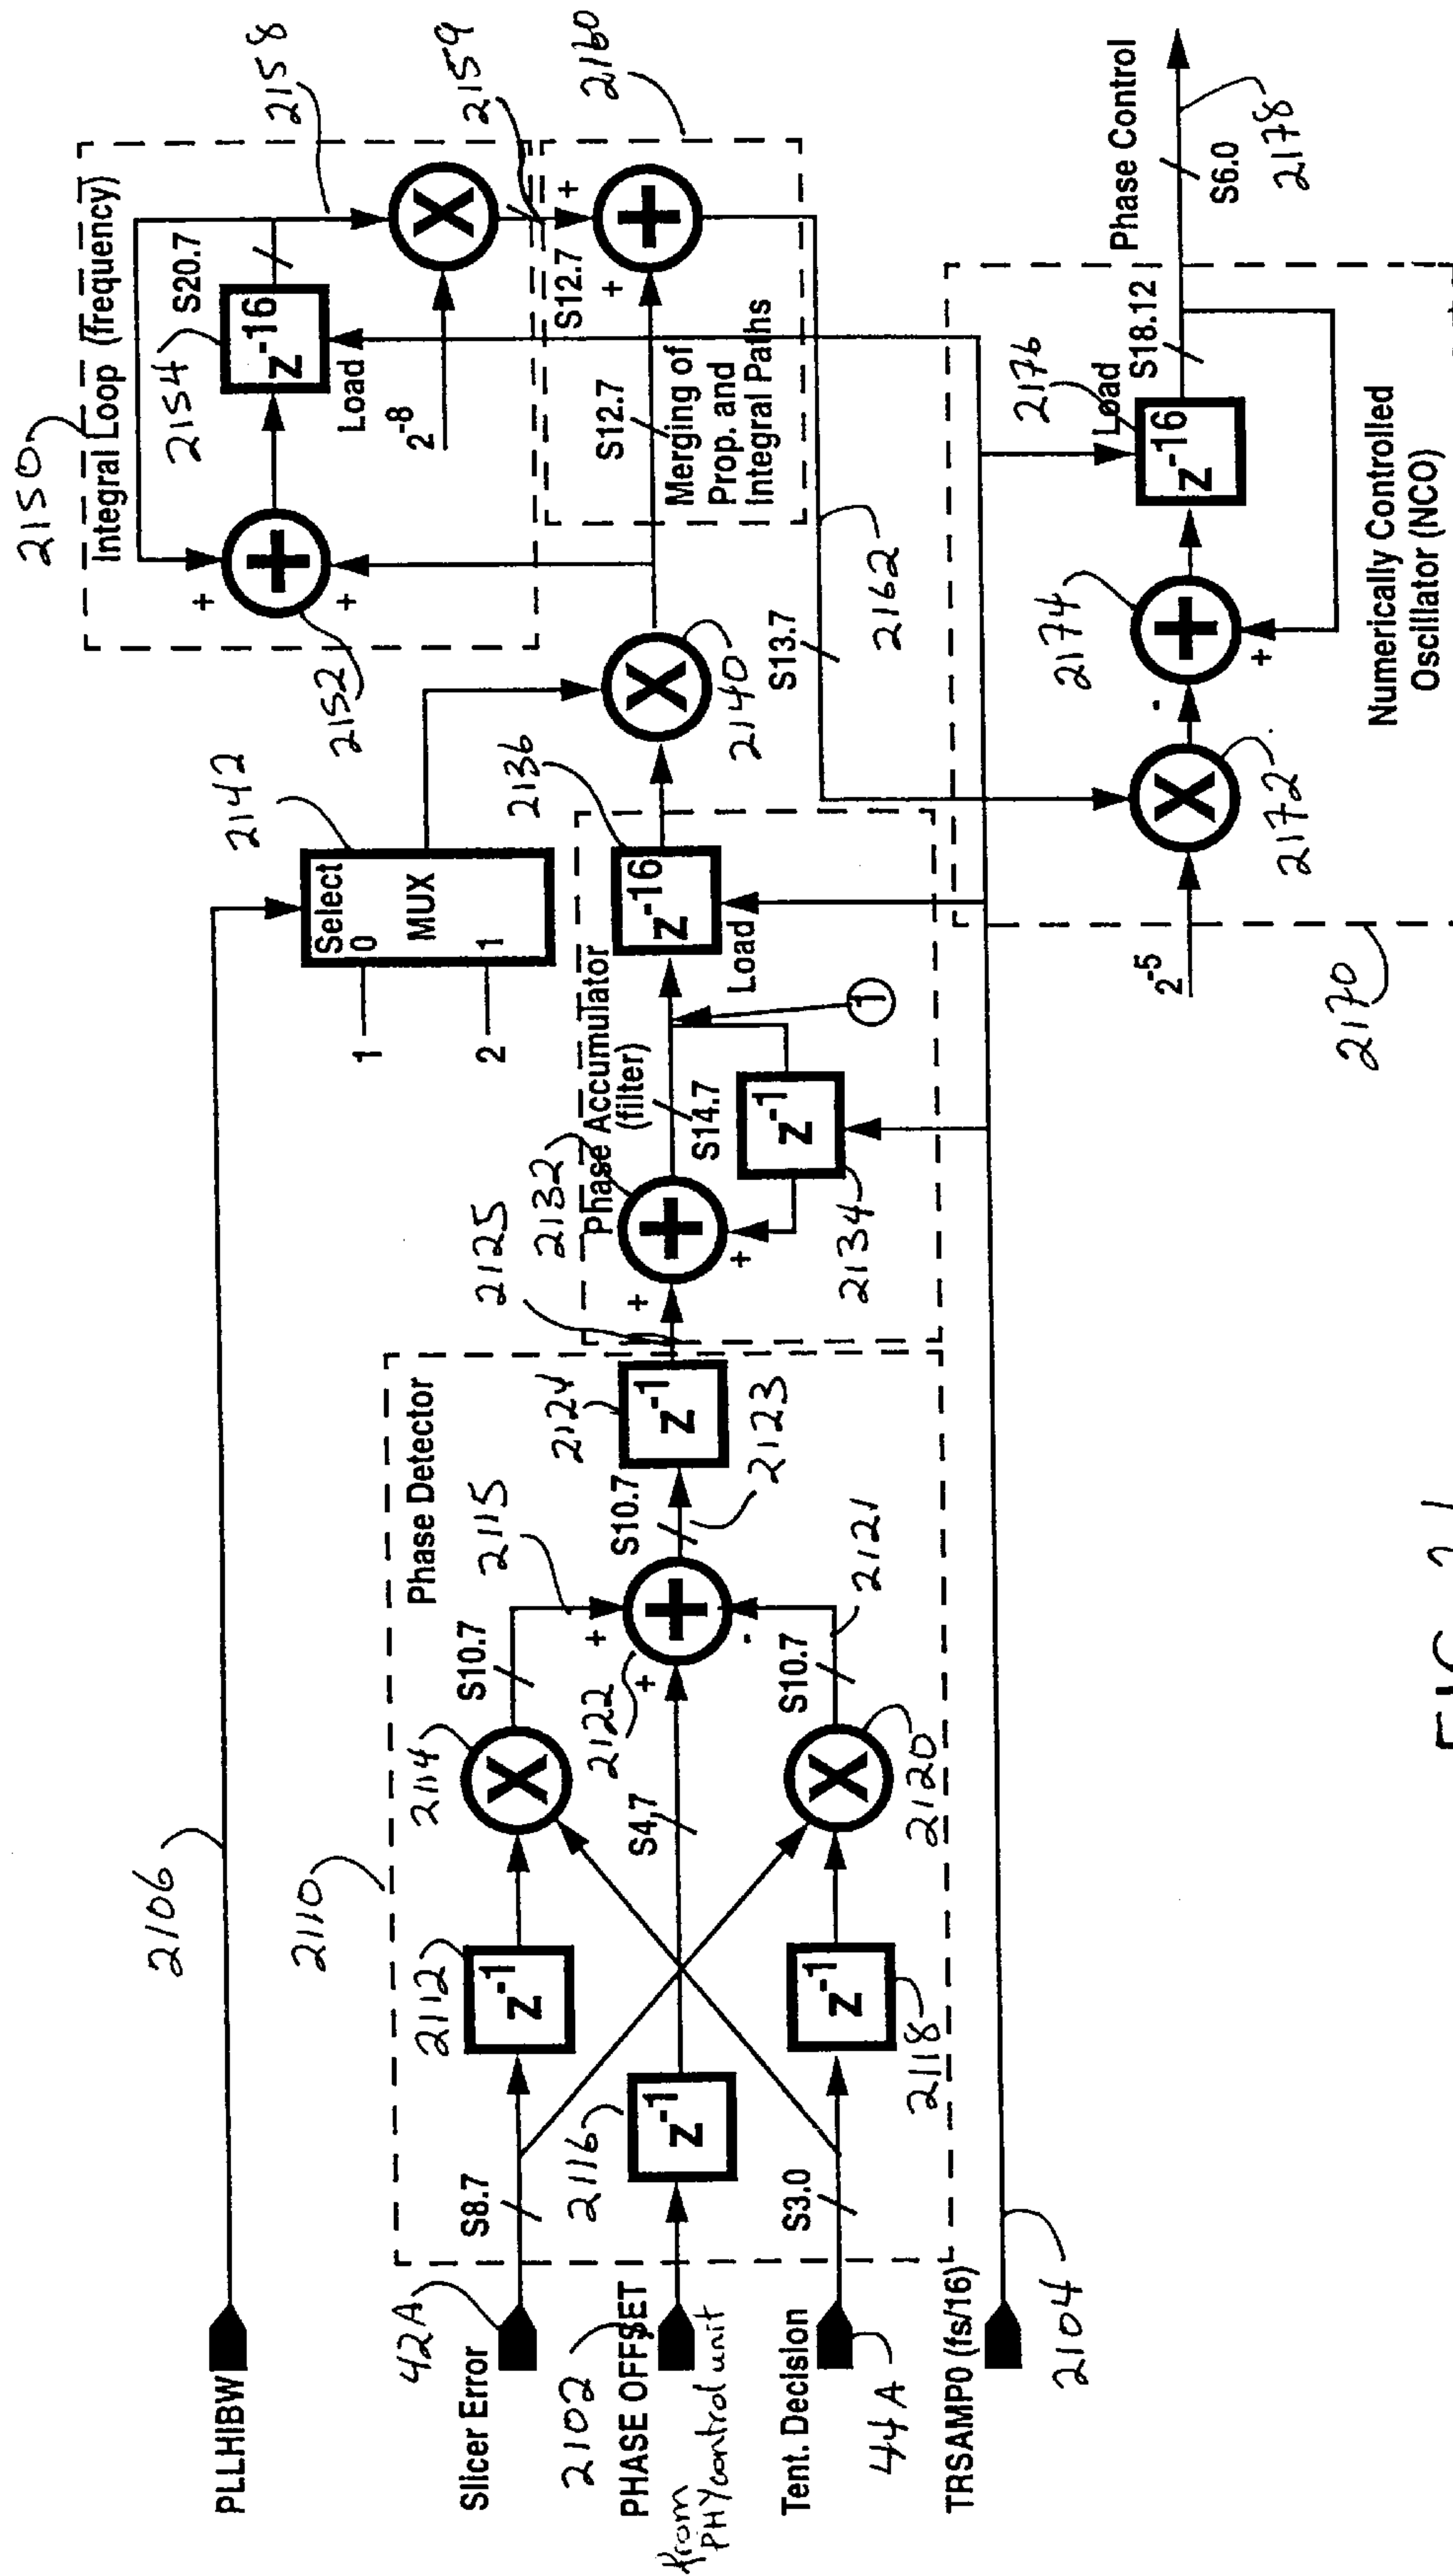 PLLHIBW
2106
Slicer Error
42A
S8.7
2102
PHASE OFFSET
from
PHY control unit
Tent. Decision
44A
S3.0
TRSAMP0 (fs/16)
2104
2110
Phase Detector
2112
z-1
2116
z-1
2118
z-1
2114
X
S10.7
2115
S4,7
2120
X
S10.7
2121
2122
+
+
+
-
S10.7
2123
2124
z-1
2125
Phase Accumulator
(filter)
2132
+
+
+
S14.7
2134
z-1
1
2136
z-16
Load
2142
Select
0
MUX
1
1
2
2140
X
2150
Integral Loop (frequency)
2152
+
+
+
2154
z-16
Load
S20.7
2158
2-8
X
2159
S12.7
S12.7
+
+
+
2160
Merging of
Prop. and
Integral Paths
S13.7
2162
2170
2-5
2172
X
-
2174
+
+
2176
Load
z-16
S18.12
Numerically Controlled
Oscillator (NCO)
Phase Control
S6.0
2178